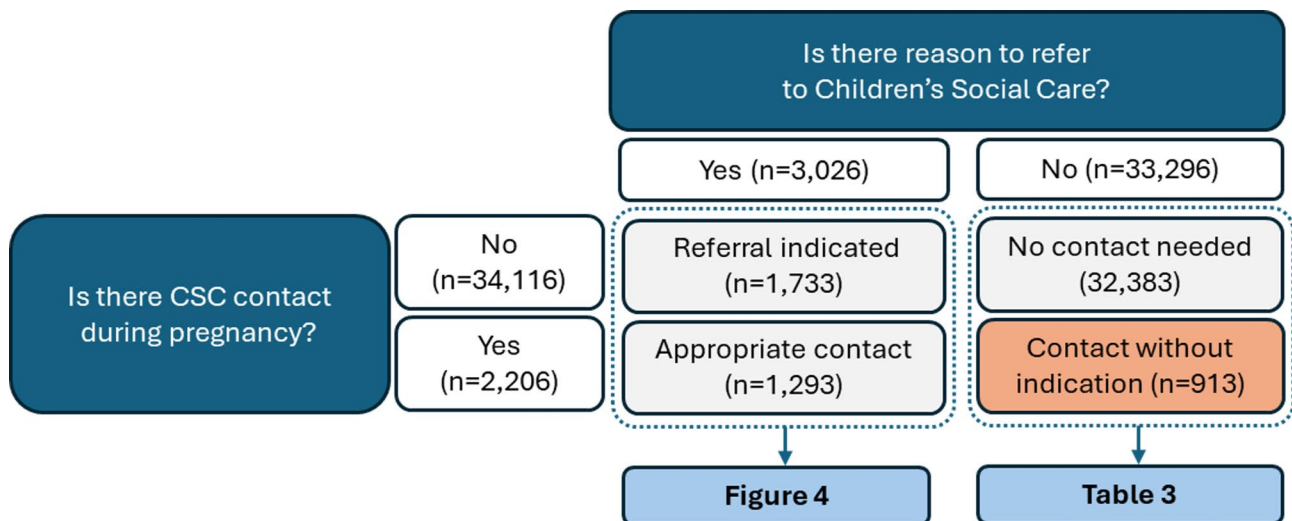 Is there reason to refer
to Children’s Social Care?
Yes (n=3,026)
No (n=33,296)
Is there CSC contact
during pregnancy?
No
(n=34,116)
Referral indicated
(n=1,733)
No contact needed
(32,383)
Yes
(n=2,206)
Appropriate contact
(n=1,293)
Contact without
indication (n=913)
Figure 4
Table 3